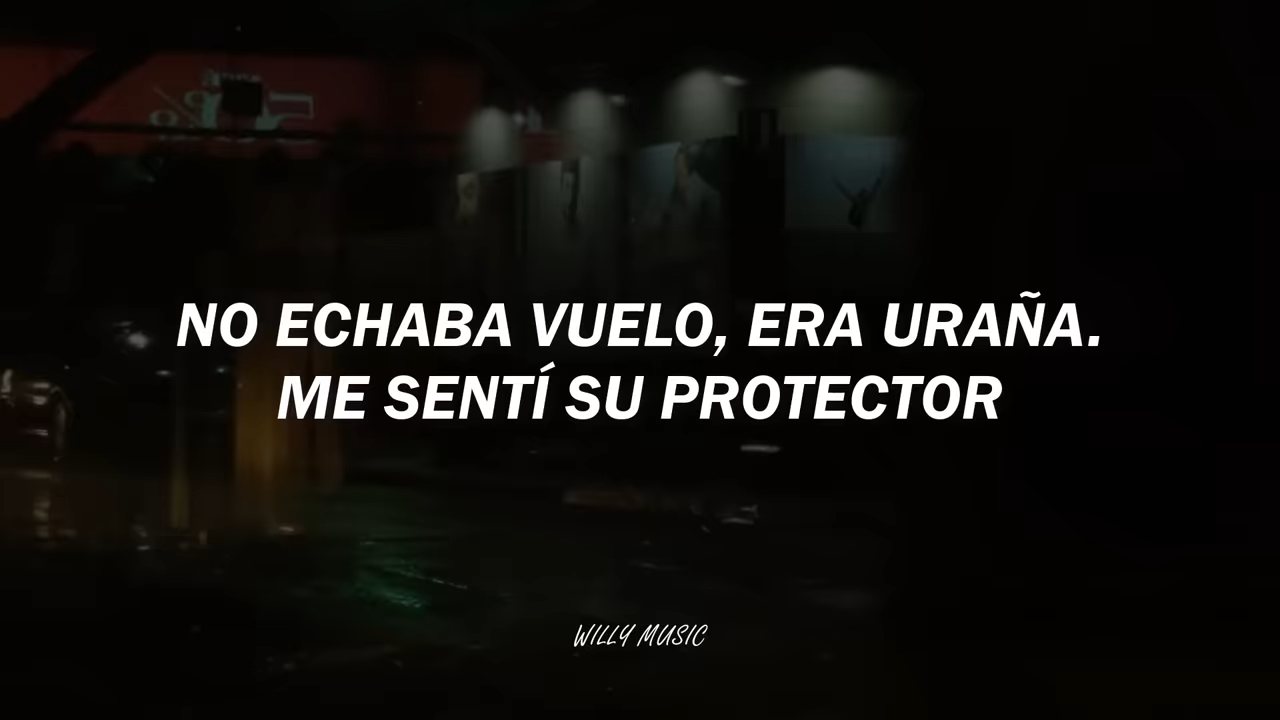 NO ECHABA VUELO, ERA URAÑA.
ME SENTÍ SU PROTECTOR
WILLY MUSIC